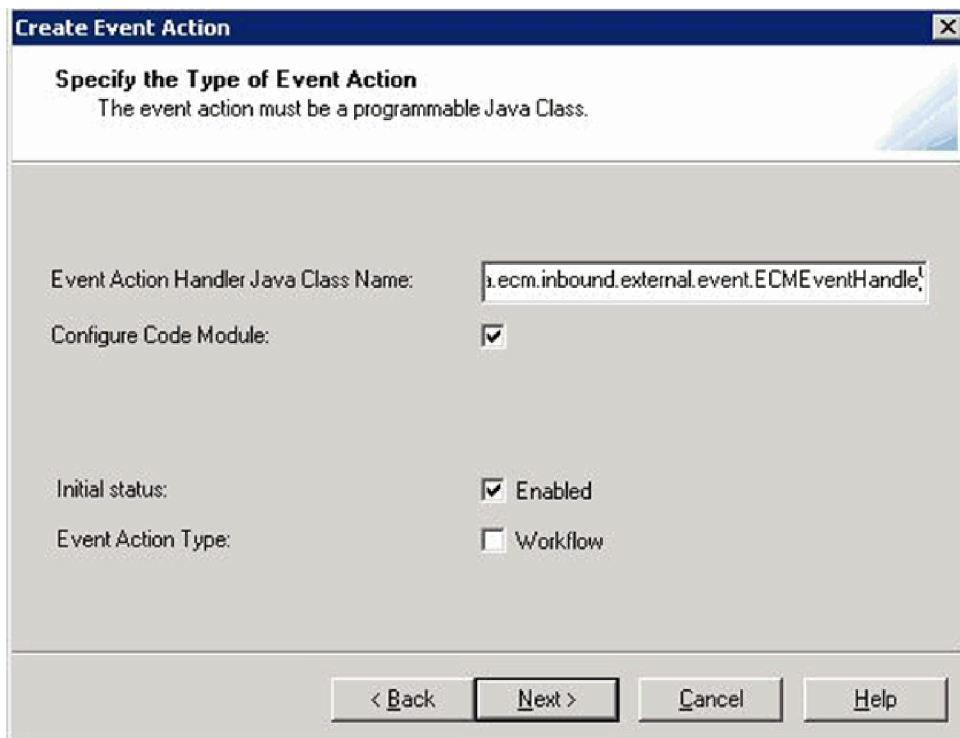 Create Event Action
Specify the Type of Event Action
The event action must be a programmable Java Class.
Event Action Handler Java Class Name:
.ecm.inbound.external.event.ECMEventHandle
Configure Code Module:
Initial status:
Enabled
Event Action Type:
Workflow
< Back
Next >
Cancel
Help